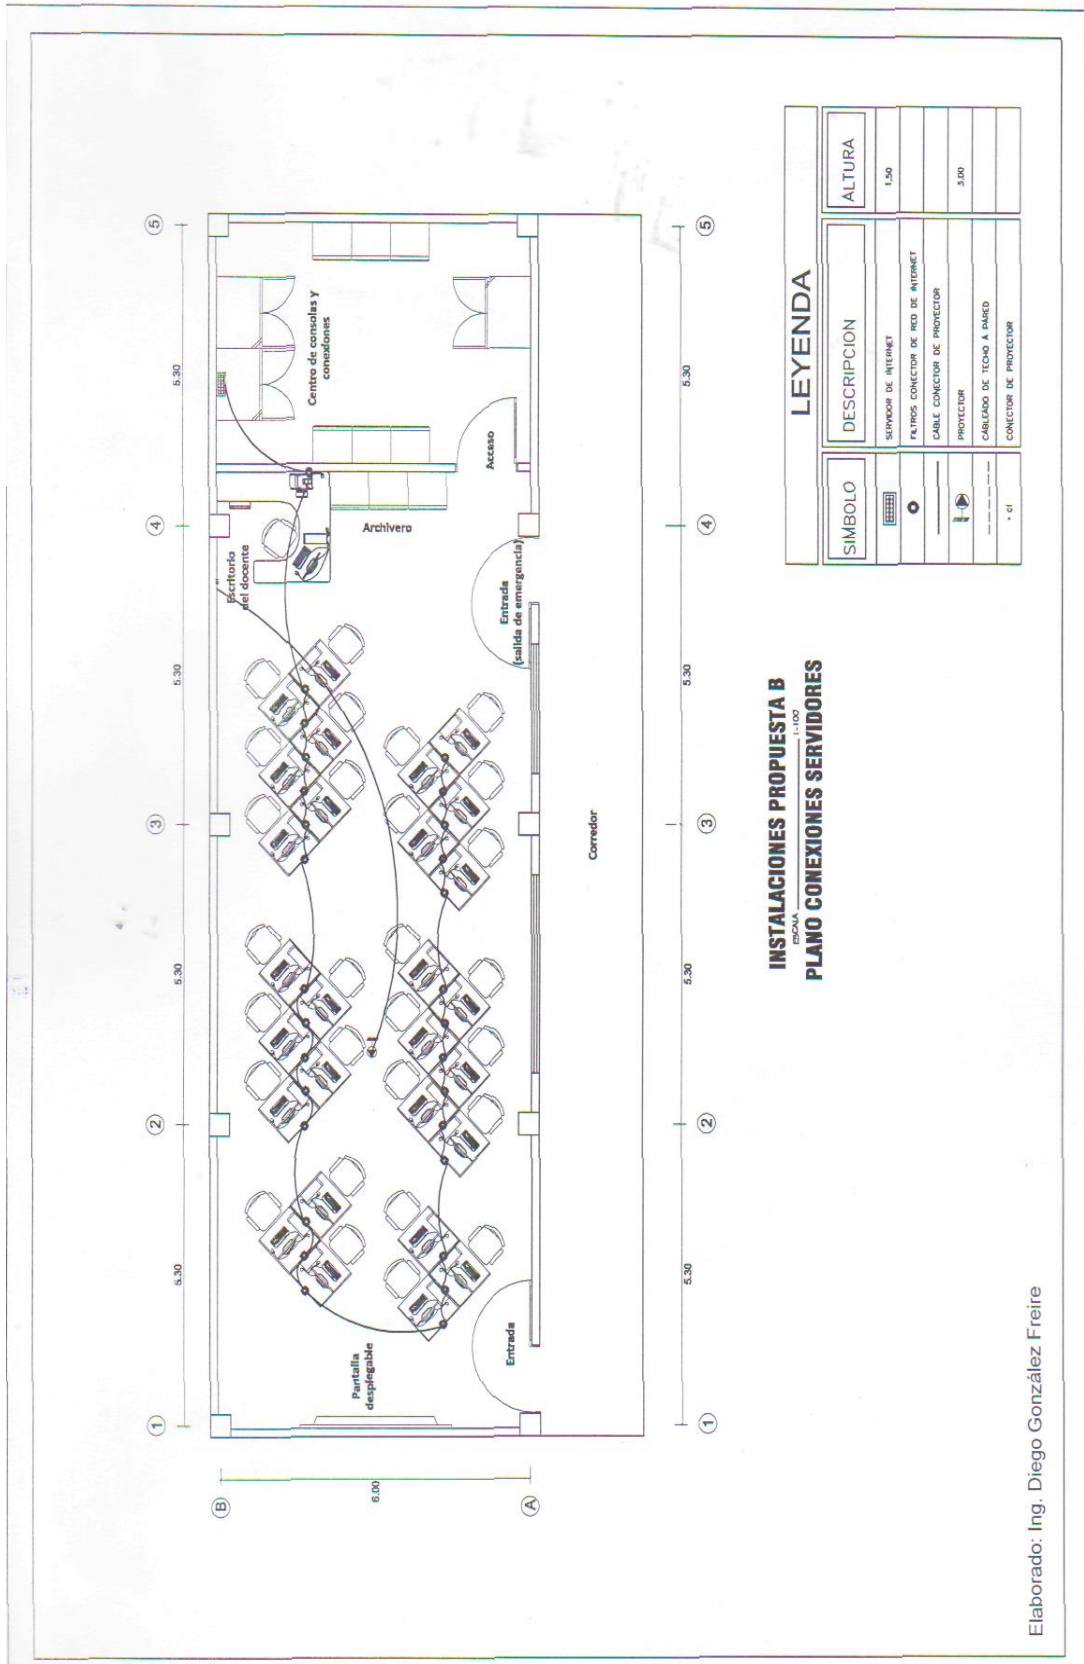 5
5
5.30
5.30
Centro de consolas y
conexiones
Acceso
4
4
Archivero
Escritorio
del docente
Entrada
(salida de emergencia)
5.30
5.30
3
3
Corredor
5.30
5.30
2
2
5.30
5.30
Pantalla
desplegable
Entrada
1
1
B
6.00
A
INSTALACIONES PROPUESTA B
ESCALA 1-100
PLANO CONEXIONES SERVIDORES
LEYENDA
SIMBOLO DESCRIPCION ALTURA
SERVIDOR DE INTERNET 1,50
FILTROS CONECTOR DE RED DE INTERNET
CABLE CONECTOR DE PROYECTOR
PROYECTOR 3.00
CABLEADO DE TECHO A PARED
• c1 CONECTOR DE PROYECTOR
Elaborado: Ing. Diego González Freire